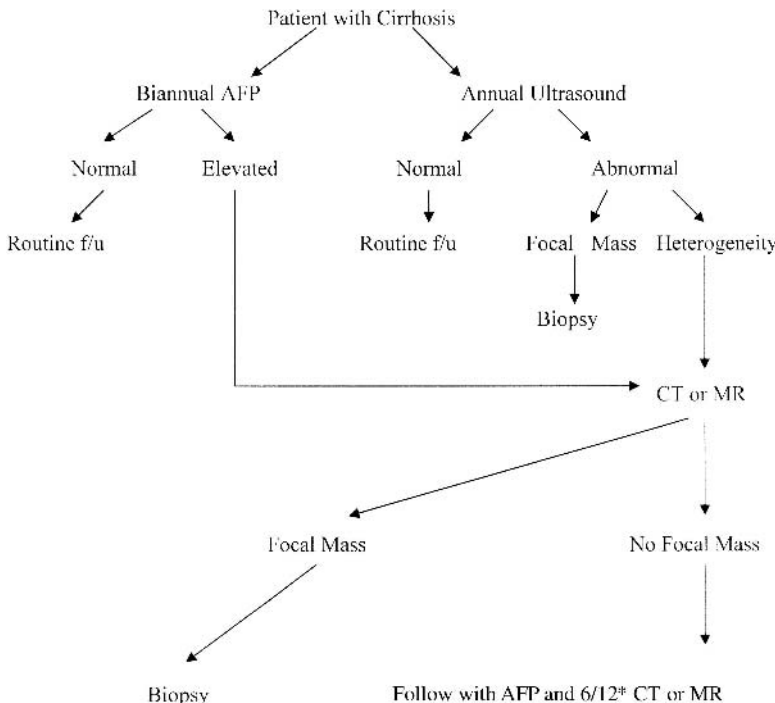 Patient with Cirrhosis
Biannual AFP Annual Ultrasound
Normal Elevated Normal Abnormal
Routine f/u Routine f/u Focal Mass Heterogeneity
Biopsy
CT or MR
Focal Mass No Focal Mass
Biopsy Follow with AFP and 6/12* CT or MR